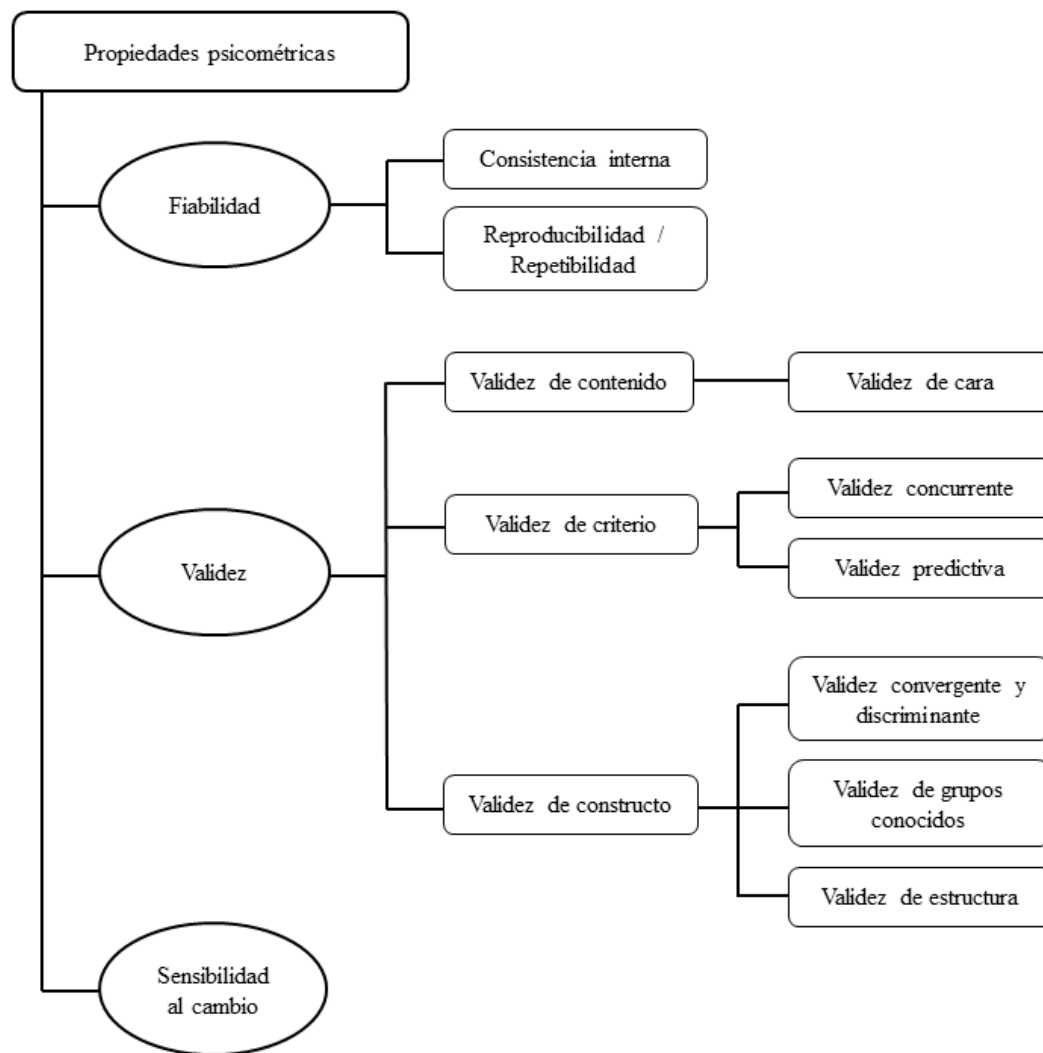 Propiedades psicométricas
Fiabilidad
Consistencia interna
Reproducibilidad /
Repetibilidad
Validez
Validez de contenido
Validez de cara
Validez de criterio
Validez concurrente
Validez predictiva
Validez de constructo
Validez convergente y
discriminante
Validez de grupos
conocidos
Validez de estructura
Sensibilidad
al cambio